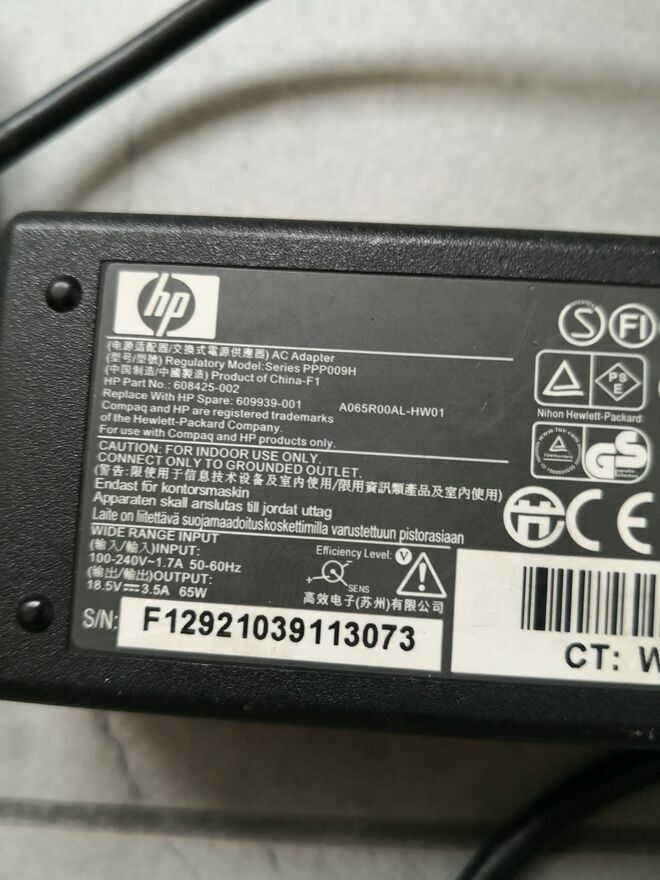 hp
(电源适配器/交換式電源供應器) AC Adapter
(型号/型號) Regulatory Model:Series PPP009H
(中国制造/中國製造) Product of China-F1
HP Part No.: 608425-002
Replace With HP Spare: 609939-001 A065R00AL-HW01
Compaq and HP are registered trademarks
of the Hewlett-Packard Company.
For use with Compaq and HP products only.
CAUTION: FOR INDOOR USE ONLY.
CONNECT ONLY TO GROUNDED OUTLET.
(警告: 限使用于信息技术设备及室内使用/限用資訊類產品及室內使用)
Endast för kontorsmaskin
Apparaten skall anslutas till jordat uttag
Laite on liitettävä suojamaadoituskoskettimilla varustettuun pistorasiaan
WIDE RANGE INPUT
(输入/輸入)INPUT:
100-240V~1.7A 50-60Hz
(输出/輸出)OUTPUT:
18.5V⎓3.5A 65W
Efficiency Level: V
+ SENS
高效电子(苏州)有限公司
S/N: F12921039113073
S FI
PS
E
Nihon Hewlett-Packard
www.tuv.com
GS
CE
CT: W